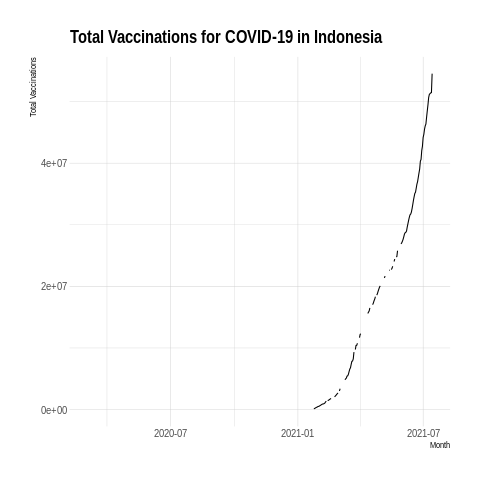 Total Vaccinations for COVID-19 in Indonesia
Total Vaccinations
4e+07
2e+07
0e+00
2020-07
2021-01
2021-07
Month